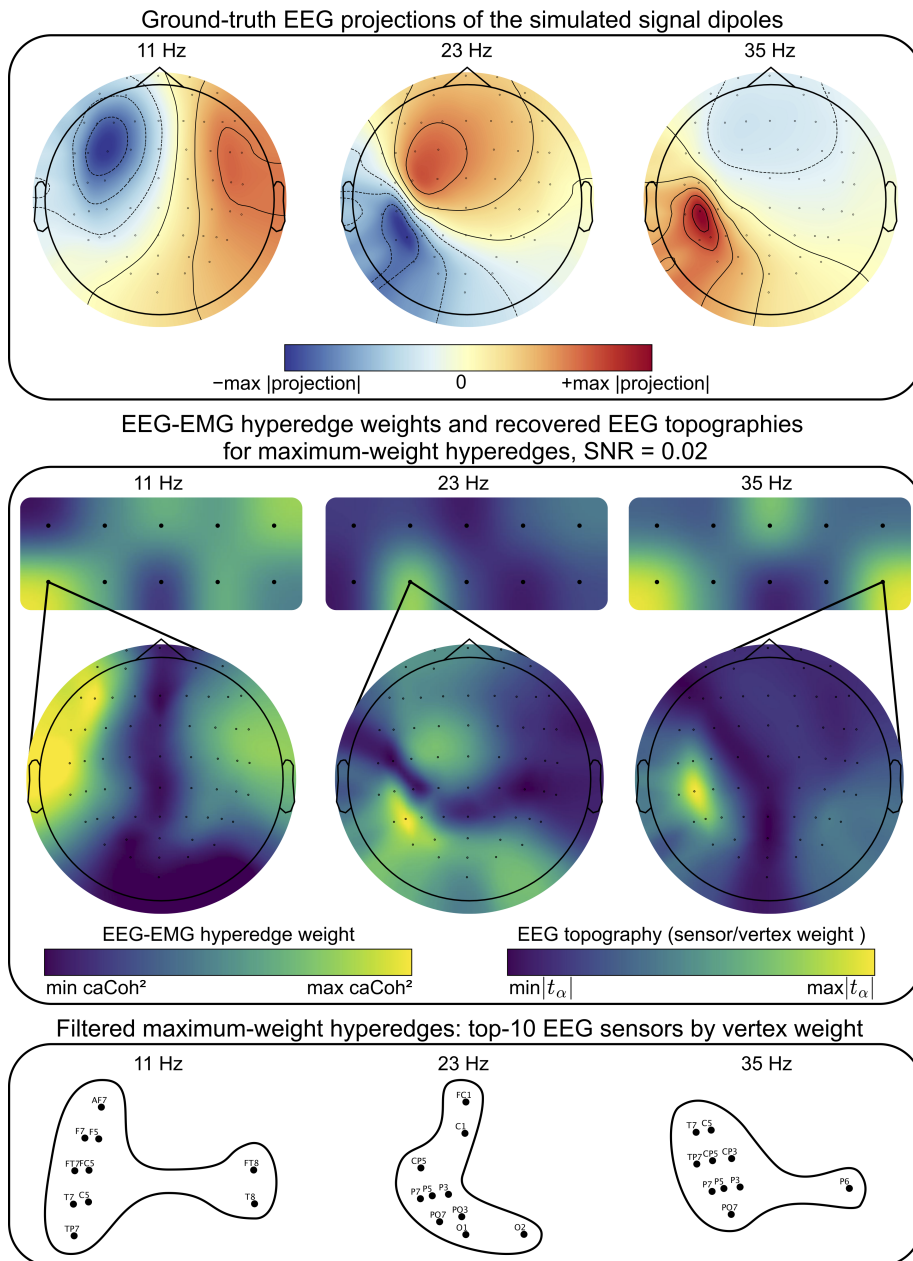 Ground-truth EEG projections of the simulated signal dipoles
11 Hz 23 Hz 35 Hz
−max |projection| 0 +max |projection|
EEG-EMG hyperedge weights and recovered EEG topographies
for maximum-weight hyperedges, SNR = 0.02
11 Hz 23 Hz 35 Hz
EEG-EMG hyperedge weight EEG topography (sensor/vertex weight )
min caCoh² max caCoh² min|t_α| max|t_α|
Filtered maximum-weight hyperedges: top-10 EEG sensors by vertex weight
11 Hz 23 Hz 35 Hz
AF7
F7 F5
FT7 FC5 FT8
T7 C5 T8
TP7
FC1
C1
CP5
P7 P5 P3
PO7 PO3
O1 O2
T7 C5
TP7 CP5 CP3
P7 P5 P3 P6
PO7